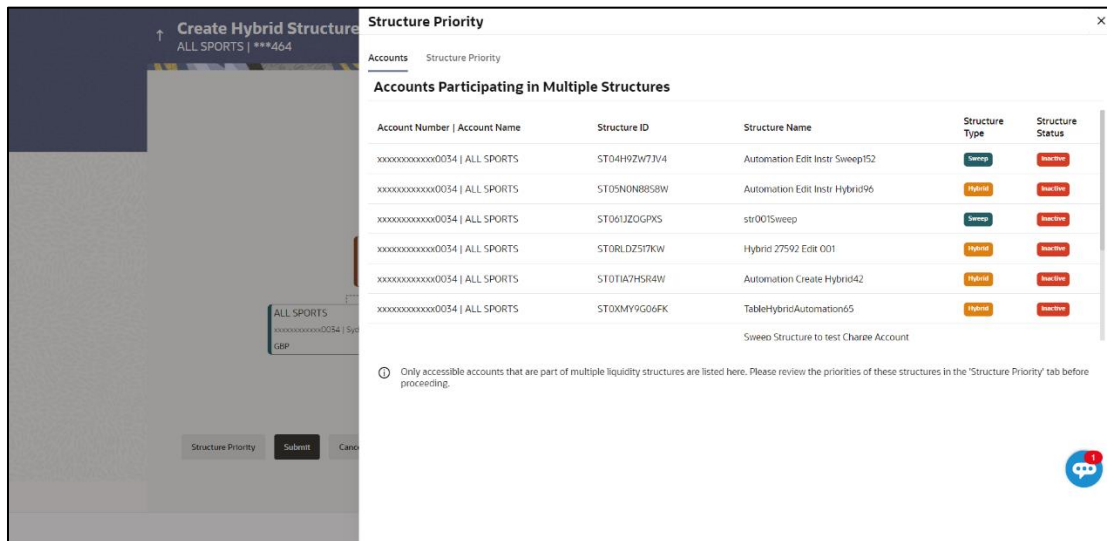 Create Hybrid Structure
ALL SPORTS | ***464
Structure Priority
Accounts Structure Priority
Accounts Participating in Multiple Structures
Account Number | Account Name Structure ID Structure Name Structure Type Structure Status
xxxxxxxxxxxx0034 | ALL SPORTS ST04H9ZW7JV4 Automation Edit Instr Sweep152 Sweep Inactive
xxxxxxxxxxxx0034 | ALL SPORTS ST05N0N88S8W Automation Edit Instr Hybrid96 Hybrid Inactive
xxxxxxxxxxxx0034 | ALL SPORTS ST061JZOGPXS str001Sweep Sweep Inactive
xxxxxxxxxxxx0034 | ALL SPORTS ST0RLDZ517KW Hybrid 27592 Edit 001 Hybrid Inactive
xxxxxxxxxxxx0034 | ALL SPORTS ST0TIA7HSR4W Automation Create Hybrid42 Hybrid Inactive
xxxxxxxxxxxx0034 | ALL SPORTS ST0XMY9G06FK TableHybridAutomation65 Hybrid Inactive
Sweep Structure to test Charge Account
Only accessible accounts that are part of multiple liquidity structures are listed here. Please review the priorities of these structures in the 'Structure Priority' tab before
proceeding.
ALL SPORTS
xxxxxxxxxxxx0034 | Syd
GBP
Structure Priority Submit Cance
1